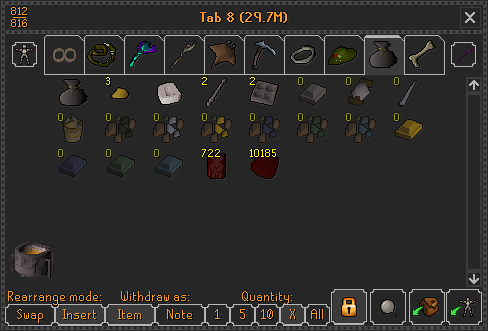 812
816
Tab 8 (29.7M)
3 2 2 0 0 0
0 0 0 0 0 0 0 0
0 0 0 722 10185
Rearrange mode: Withdraw as: Quantity:
Swap Insert Item Note 1 5 10 X All